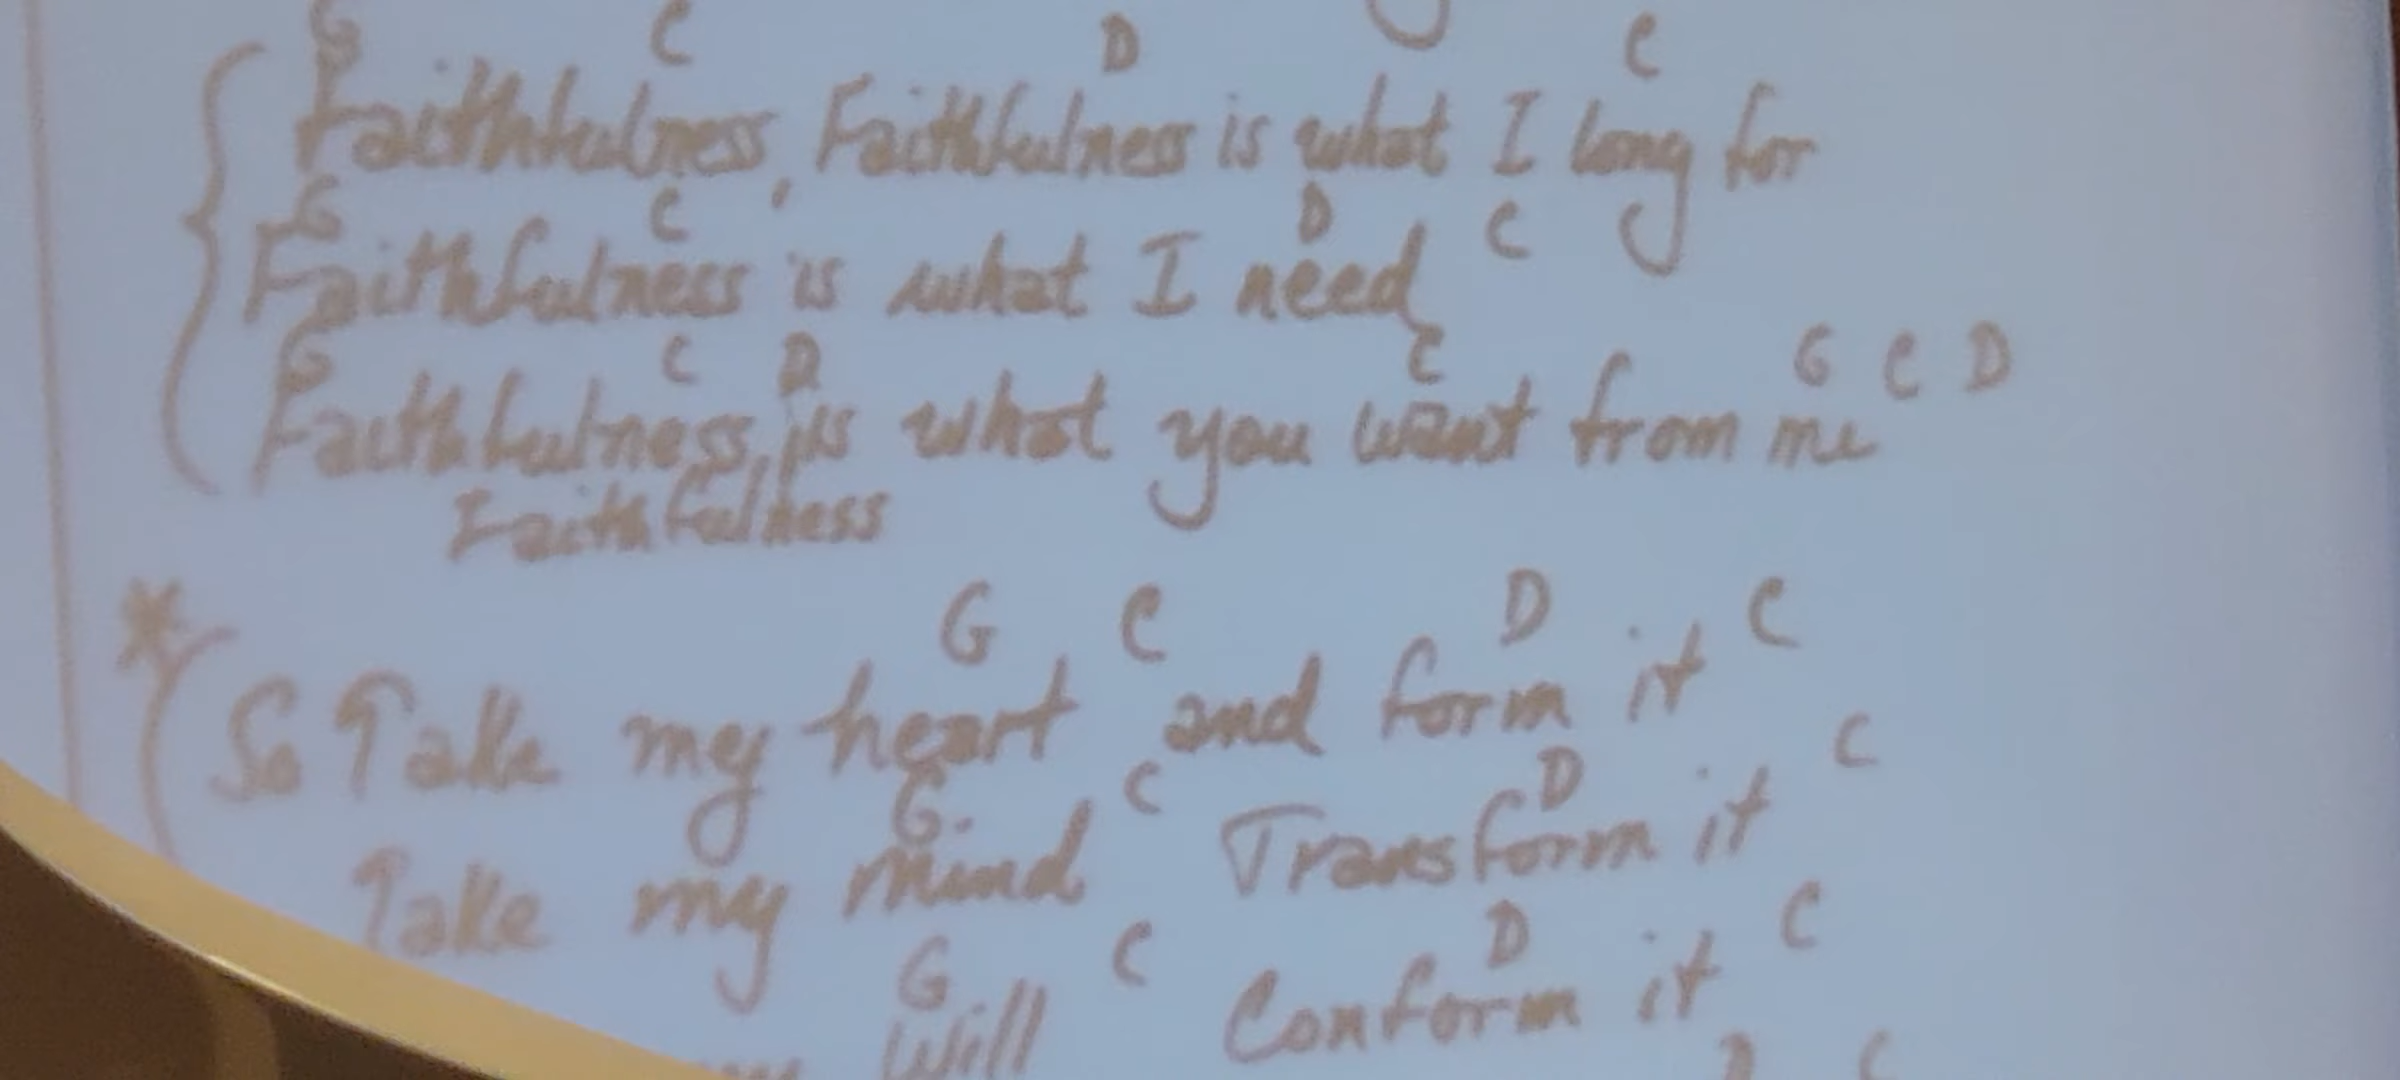 G C D C
Faithfulness, Faithfulness is what I long for
G C D C
Faithfulness is what I need
G C D C G C D
Faithfulness, is what you want from me
Faithfulness
* G C D C
So Take my heart and form it
G C D C
Take my mind Transform it
G C D C
Will Conform it